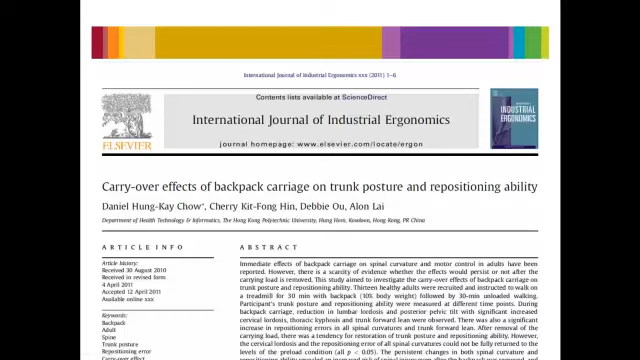 International Journal of Industrial Ergonomics xxx (2011) 1–6
Contents lists available at ScienceDirect
International Journal of Industrial Ergonomics
journal homepage: www.elsevier.com/locate/ergon
ELSEVIER
INDUSTRIAL
ERGONOMICS
Carry-over effects of backpack carriage on trunk posture and repositioning ability
Daniel Hung-Kay Chow*, Cherry Kit-Fong Hin, Debbie Ou, Alon Lai
Department of Health Technology & Informatics, The Hong Kong Polytechnic University, Hung Hom, Kowloon, Hong Kong, PR China
ARTICLE INFO
Article history:
Received 30 August 2010
Received in revised form
4 April 2011
Accepted 12 April 2011
Available online xxx
Keywords:
Backpack
Adult
Spine
Trunk posture
Repositioning error
Carry-over effect
ABSTRACT
Immediate effects of backpack carriage on spinal curvature and motor control in adults have been
reported. However, there is a scarcity of evidence whether the effects would persist or not after the
carrying load is removed. This study aimed to investigate the carry-over effects of backpack carriage on
trunk posture and repositioning ability. Thirteen healthy adults were recruited and instructed to walk on
a treadmill for 30 min with backpack (10% body weight) followed by 30-min unloaded walking.
Participant's trunk posture and repositioning ability were measured at different time points. During
backpack carriage, reduction in lumbar lordosis and posterior pelvic tilt with significant increased
cervical lordosis, thoracic kyphosis and trunk forward lean were observed. There was also a significant
increase in repositioning errors in all spinal curvatures and trunk forward lean. After removal of the
carrying load, there was a tendency for restoration of trunk posture and repositioning ability. However,
the cervical lordosis and the repositioning error of all spinal curvatures could not be fully returned to the
levels of the preload condition (all p < 0.05). The persistent changes in both spinal curvature and